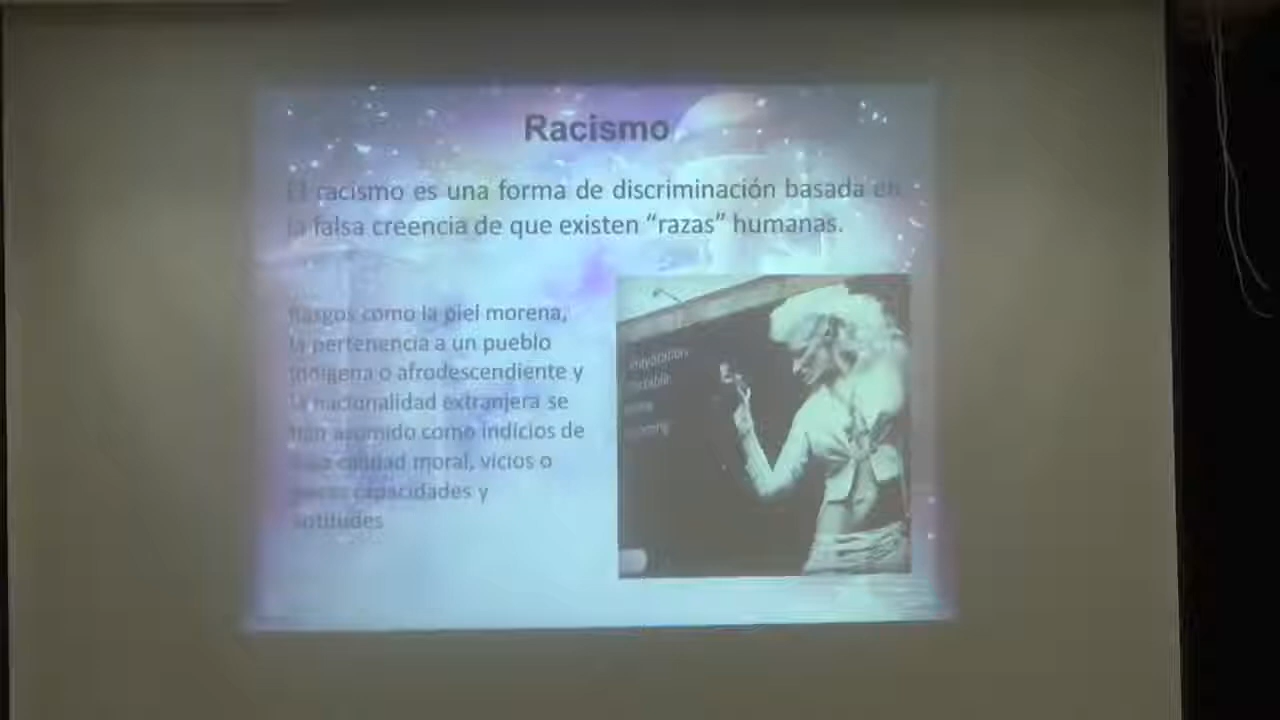 Racismo
El racismo es una forma de discriminación basada en
la falsa creencia de que existen “razas” humanas.
Rasgos como la piel morena,
la pertenencia a un pueblo
indígena o afrodescendiente y
la nacionalidad extranjera se
han asumido como indicios de
calidad moral, vicios o
capacidades y
aptitudes